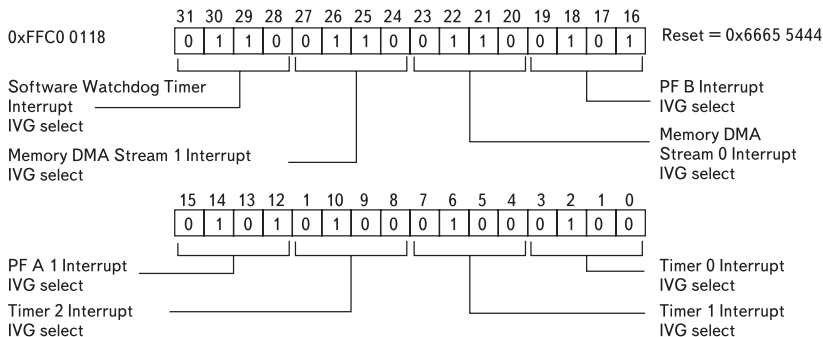 31 30 29 28 27 26 25 24 23 22 21 20 19 18 17 16
0xFFC0 0118
0 1 1 0 0 1 1 0 0 1 1 0 0 1 0 1
Reset = 0x6665 5444
Software Watchdog Timer
Interrupt
IVG select
Memory DMA Stream 1 Interrupt
IVG select
PF B Interrupt
IVG select
Memory DMA
Stream 0 Interrupt
IVG select
15 14 13 12 1 10 9 8 7 6 5 4 3 2 1 0
0 1 0 1 0 1 0 0 0 1 0 0 0 1 0 0
PF A 1 Interrupt
IVG select
Timer 2 Interrupt
IVG select
Timer 0 Interrupt
IVG select
Timer 1 Interrupt
IVG select